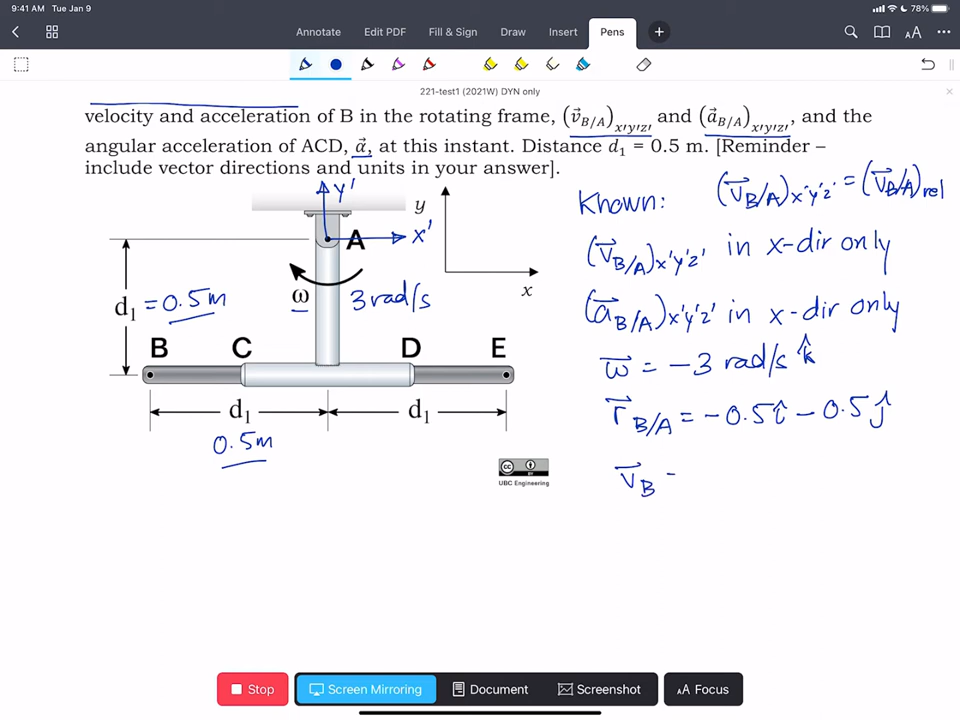 9:41 AM Tue Jan 9
78%
Annotate Edit PDF Fill & Sign Draw Insert Pens
AA
221-test1 (2021W) DYN only
velocity and acceleration of B in the rotating frame, (v⃗B/A)x′y′z′ and (a⃗B/A)x′y′z′, and the
angular acceleration of ACD, α⃗, at this instant. Distance d1 = 0.5 m. [Reminder –
include vector directions and units in your answer].
y'
y
A
x'
x
ω
3 rad/s
d1 = 0.5m
B C D E
d1 d1
0.5m
CC BY
UBC Engineering
Known: (v⃗B/A)x'y'z' = (v⃗B/A)rel
(v⃗B/A)x'y'z' in x-dir only
(a⃗B/A)x'y'z' in x-dir only
ω⃗ = -3 rad/s k̂
r⃗B/A = -0.5î - 0.5ĵ
v⃗B -
Stop Screen Mirroring Document Screenshot AA Focus